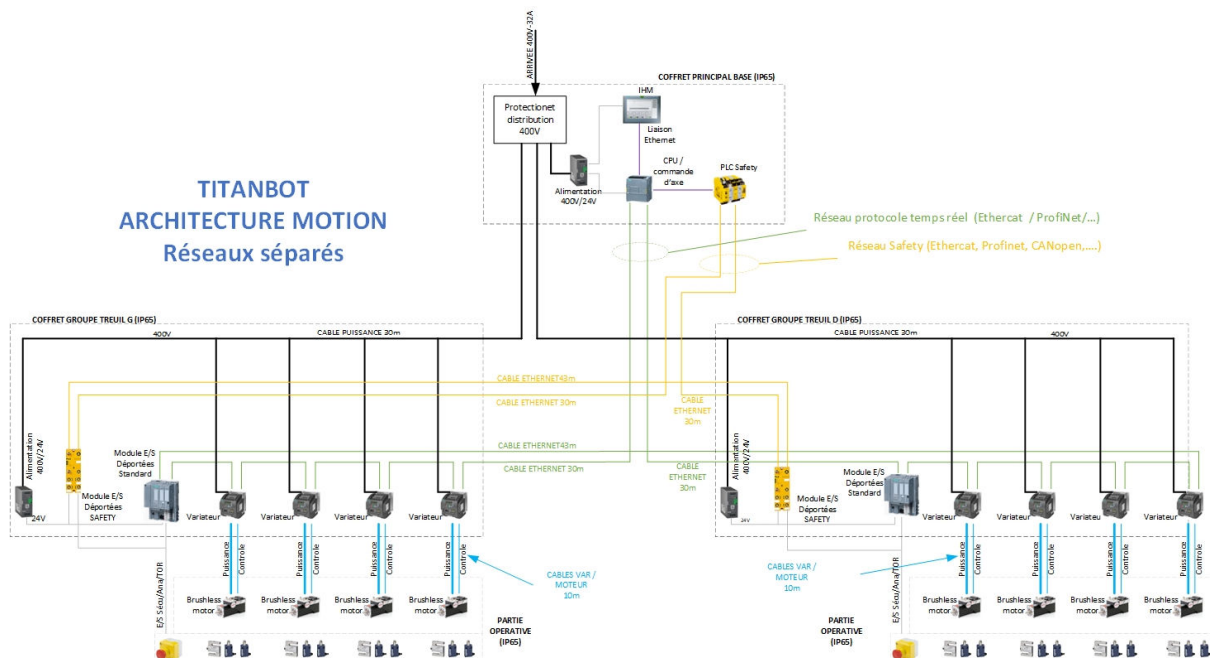 ARRIVEE 400V-32A
COFFRET PRINCIPAL BASE (IP65)
IHM
Protectionet
distribution
400V
Liaison
Ethernet
CPU /
commande
d'axe
PLC Safety
Alimentation
400V/24V
TITANBOT
ARCHITECTURE MOTION
Réseaux séparés
Réseau protocole temps réel (Ethercat / ProfiNet/...)
Réseau Safety (Ethercat, Profinet, CANopen,....)
COFFRET GROUPE TREUIL G (IP65)
400V
CABLE PUISSANCE 30m
COFFRET GROUPE TREUIL D (IP65)
CABLE PUISSANCE 30m
400V
CABLE ETHERNET43m
CABLE ETHERNET 30m
CABLE
ETHERNET
30m
CABLE ETHERNET43m
CABLE ETHERNET 30m
CABLE
ETHERNET
30m
Alimentation
400V/24V
Module E/S
Déportées
Standard
Module E/S
Déportées
SAFETY
24V
Variateur
Variateur
Variateur
Variateur
Alimentation
400V/24V
Module E/S
Déportées
Standard
Module E/S
Déportées
SAFETY
24V
Variateur
Variateur
Variateur
Variateur
E/S Sécu/Ana/TOR
Puissance
Controle
Puissance
Controle
Puissance
Controle
Puissance
Controle
CABLES VAR /
MOTEUR
10m
CABLES VAR /
MOTEUR
10m
E/S Sécu/Ana/TOR
Puissance
Controle
Puissance
Controle
Puissance
Controle
Puissance
Controle
Brushless
motor.
Brushless
motor.
Brushless
motor.
Brushless
motor.
PARTIE
OPERATIVE
(IP65)
PARTIE
OPERATIVE
(IP65)
Brushless
motor.
Brushless
motor.
Brushless
motor.
Brushless
motor.